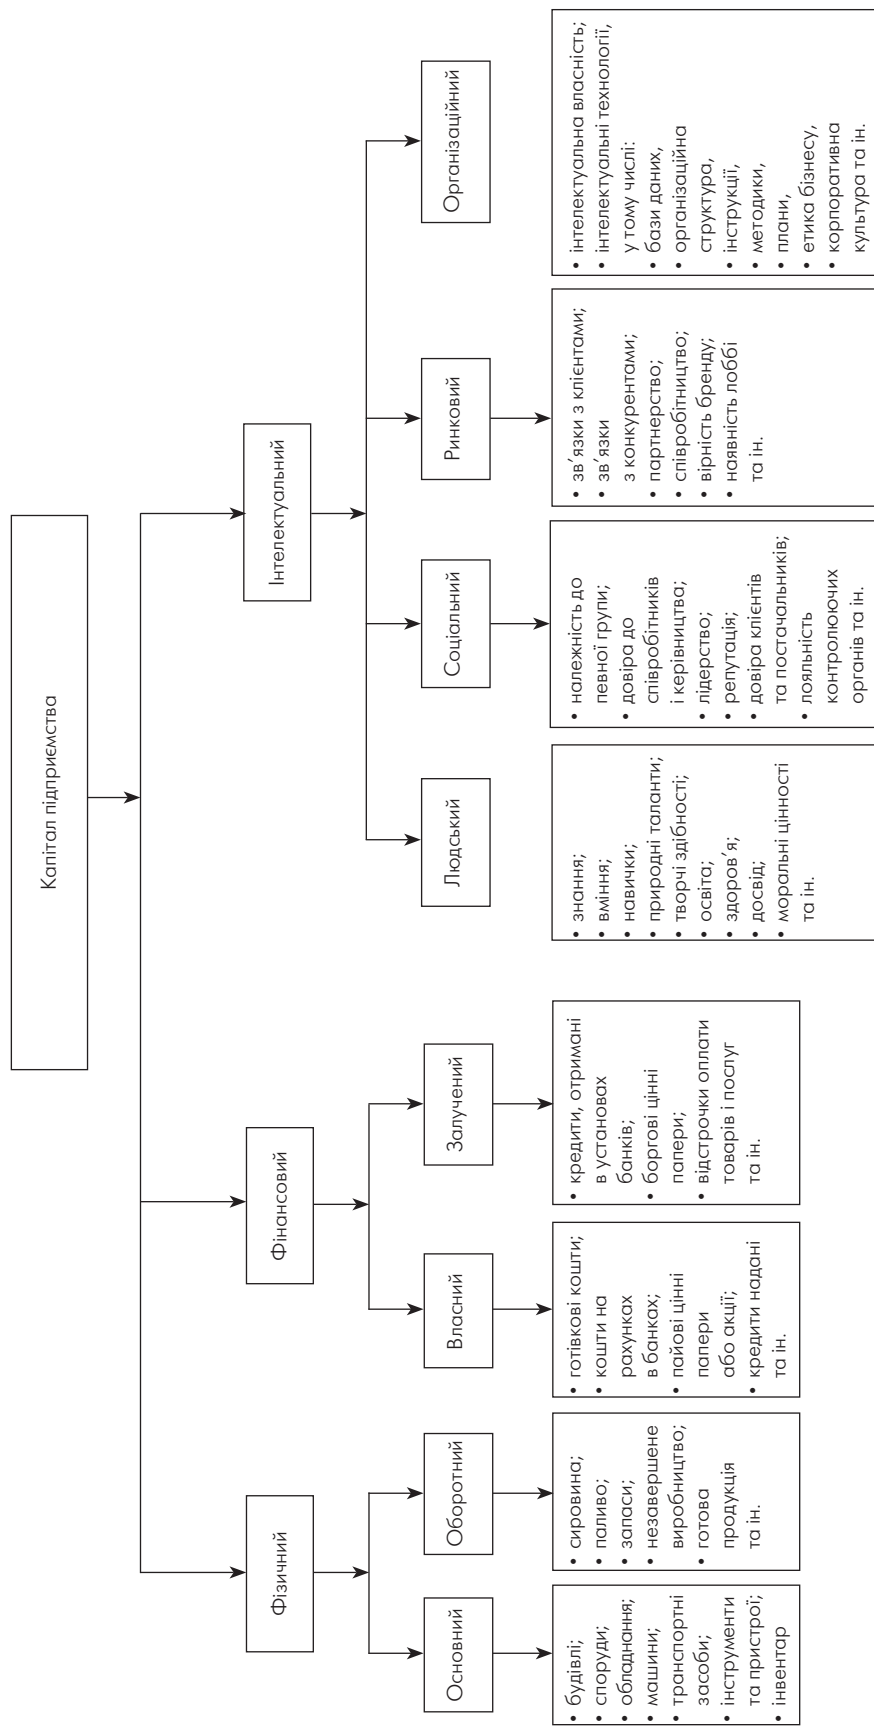 Капітал підприємства
Фізичний
Фінансовий
Інтелектуальний
Основний
Оборотний
Власний
Залучений
Людський
Соціальний
Ринковий
Організаційний
• будівлі;
• споруди;
• обладнання;
• машини;
• транспортні
засоби;
• інструменти
та пристрої;
• інвентар
• сировина;
• паливо;
• запаси;
• незавершене
виробництво;
• готова
продукція
та ін.
• готівкові кошти;
• кошти на
рахунках
в банках;
• пайові цінні
папери
або акції;
• кредити надані
та ін.
• кредити, отримані
в установах
банків;
• боргові цінні
папери;
• відстрочки оплати
товарів і послуг
та ін.
• знання;
• вміння;
• навички;
• природні таланти;
• творчі здібності;
• освіта;
• здоров’я;
• досвід;
• моральні цінності
та ін.
• належність до
певної групи;
• довіра до
співробітників
і керівництва;
• лідерство;
• репутація;
• довіра клієнтів
та постачальників;
• лояльність
контролюючих
органів та ін.
• зв’язки з клієнтами;
• зв’язки
з конкурентами;
• партнерство;
• співробітництво;
• вірність бренду;
• наявність лоббі
та ін.
• інтелектуальна власність;
• інтелектуальні технології,
у тому числі:
• бази даних,
• організаційна
структура,
• інструкції,
• методики,
• плани,
• етика бізнесу,
• корпоративна
культура та ін.